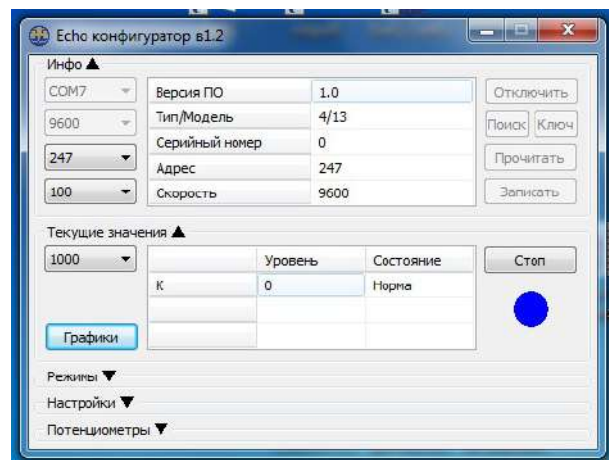 Echo конфигуратор в1.2
Инфо ▲
COM7 Версия ПО 1.0 Отключить
9600 Тип/Модель 4/13 Поиск Ключ
Серийный номер 0
247 Адрес 247 Прочитать
100 Скорость 9600 Записать
Текущие значения ▲
1000 Уровень Состояние Стоп
К 0 Норма
Графики
Режимы ▼
Настройки ▼
Потенциометры ▼